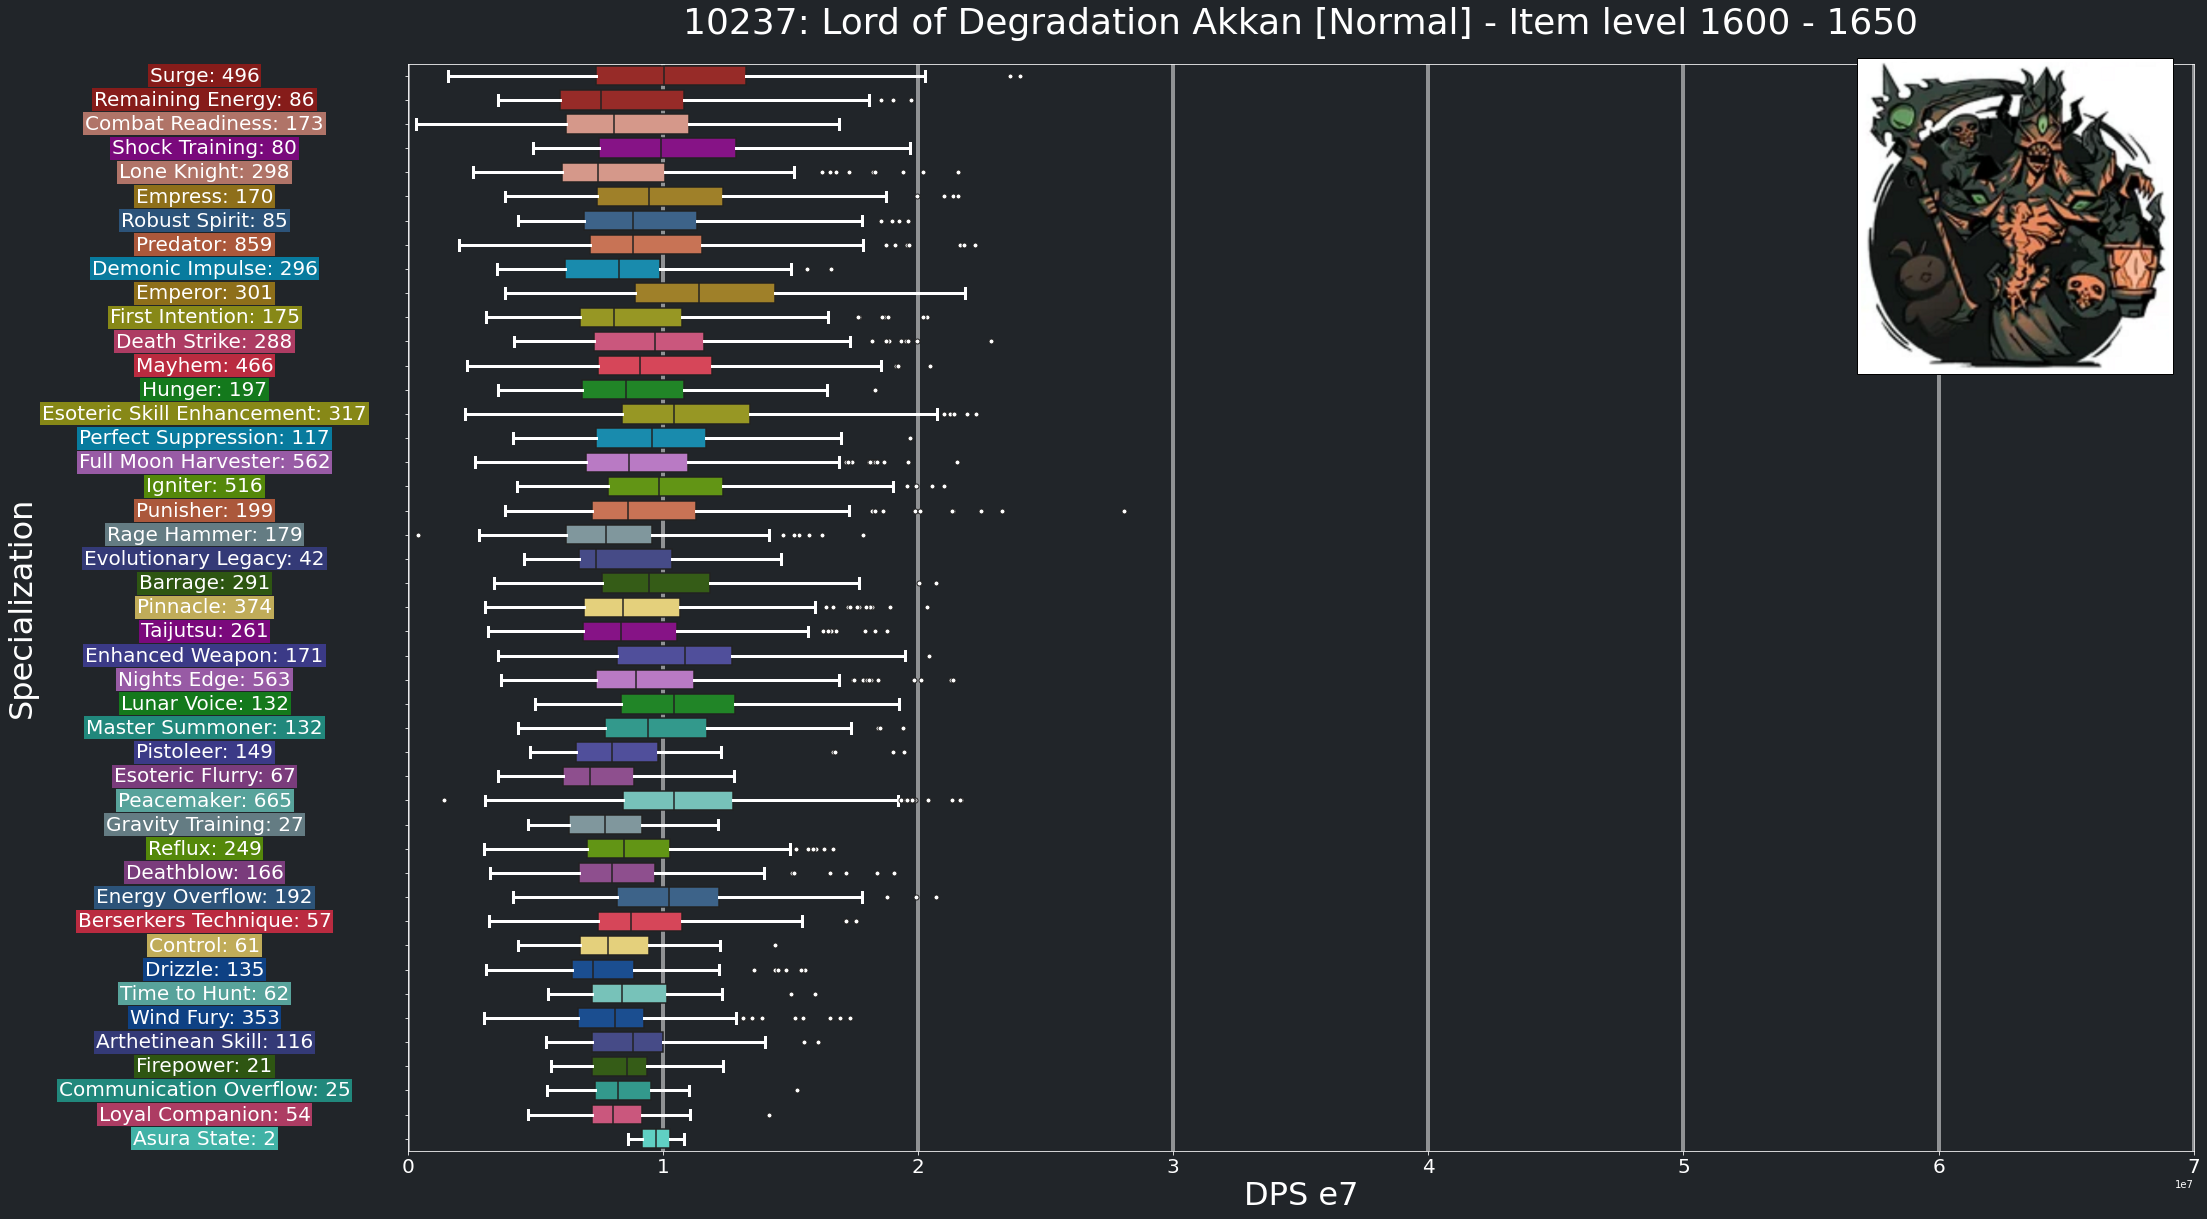 10237: Lord of Degradation Akkan [Normal] - Item level 1600 - 1650
Surge: 496
Remaining Energy: 86
Combat Readiness: 173
Shock Training: 80
Lone Knight: 298
Empress: 170
Robust Spirit: 85
Predator: 859
Demonic Impulse: 296
Emperor: 301
First Intention: 175
Death Strike: 288
Mayhem: 466
Hunger: 197
Esoteric Skill Enhancement: 317
Perfect Suppression: 117
Full Moon Harvester: 562
Igniter: 516
Punisher: 199
Rage Hammer: 179
Evolutionary Legacy: 42
Barrage: 291
Pinnacle: 374
Taijutsu: 261
Enhanced Weapon: 171
Nights Edge: 563
Lunar Voice: 132
Master Summoner: 132
Pistoleer: 149
Esoteric Flurry: 67
Peacemaker: 665
Gravity Training: 27
Reflux: 249
Deathblow: 166
Energy Overflow: 192
Berserkers Technique: 57
Control: 61
Drizzle: 135
Time to Hunt: 62
Wind Fury: 353
Arthetinean Skill: 116
Firepower: 21
Communication Overflow: 25
Loyal Companion: 54
Asura State: 2
Specialization
0 1 2 3 4 5 6 7
1e7
DPS e7